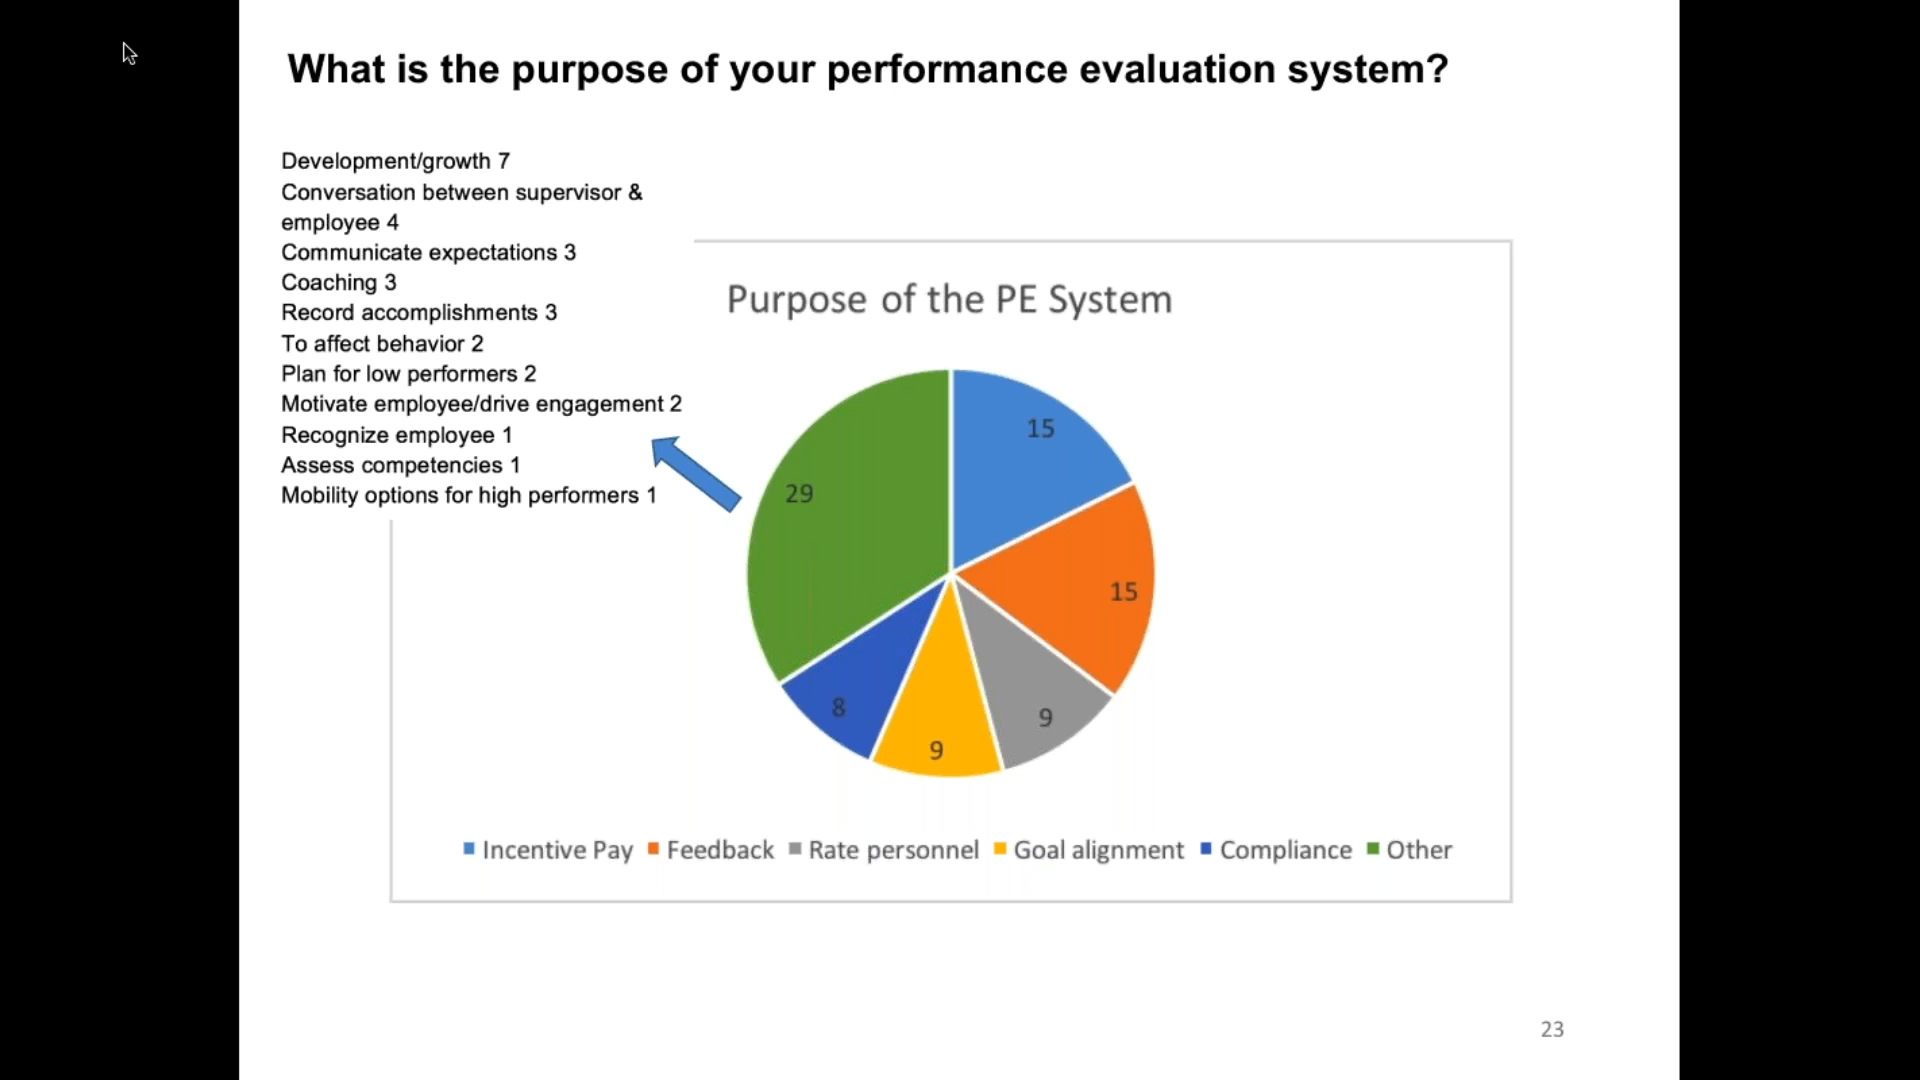 What is the purpose of your performance evaluation system?
Development/growth 7
Conversation between supervisor &
employee 4
Communicate expectations 3
Coaching 3
Record accomplishments 3
To affect behavior 2
Plan for low performers 2
Motivate employee/drive engagement 2
Recognize employee 1
Assess competencies 1
Mobility options for high performers 1
Purpose of the PE System
15
29
15
8
9
9
Incentive Pay Feedback Rate personnel Goal alignment Compliance Other
23